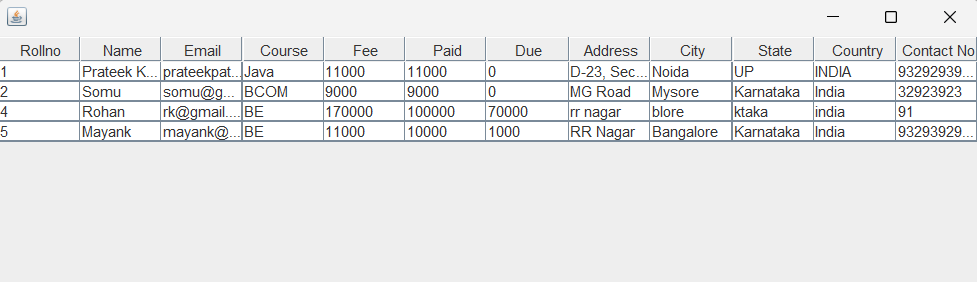 Rollno Name Email Course Fee Paid Due Address City State Country Contact No
1 Prateek K... prateekpat... Java 11000 11000 0 D-23, Sec... Noida UP INDIA 93292939...
2 Somu somu@g... BCOM 9000 9000 0 MG Road Mysore Karnataka India 32923923
4 Rohan rk@gmail.... BE 170000 100000 70000 rr nagar blore ktaka india 91
5 Mayank mayank@... BE 11000 10000 1000 RR Nagar Bangalore Karnataka India 93293929...